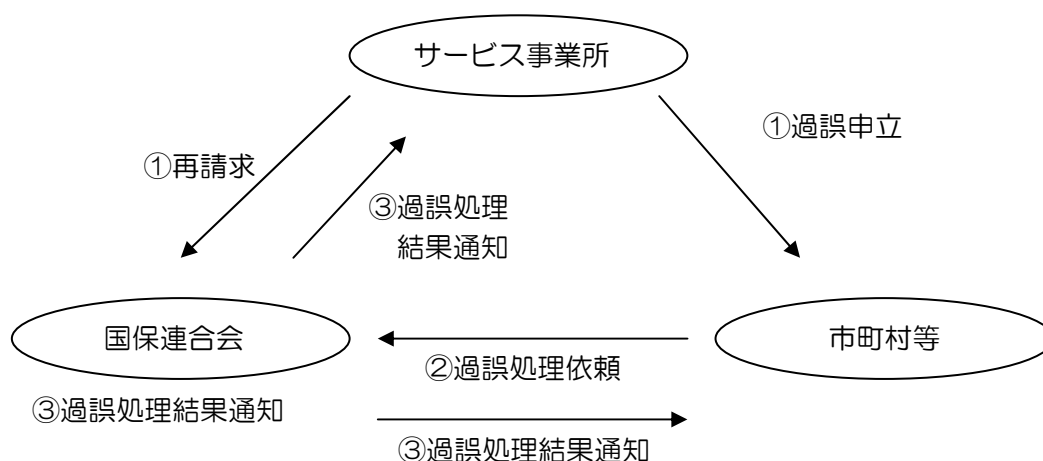 サービス事業所
①過誤申立
①再請求
③過誤処理
結果通知
国保連合会
市町村等
②過誤処理依頼
③過誤処理結果通知
③過誤処理結果通知